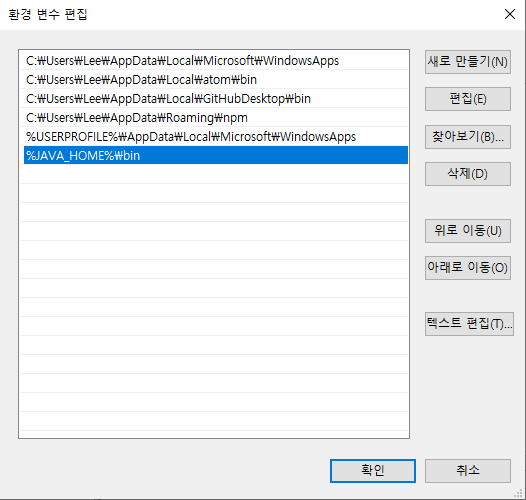 환경 변수 편집
C:\Users\Lee\AppData\Local\Microsoft\WindowsApps
C:\Users\Lee\AppData\Local\atom\bin
C:\Users\Lee\AppData\Local\GitHubDesktop\bin
C:\Users\Lee\AppData\Roaming\npm
%USERPROFILE%\AppData\Local\Microsoft\WindowsApps
%JAVA_HOME%\bin
새로 만들기(N)
편집(E)
찾아보기(B)...
삭제(D)
위로 이동(U)
아래로 이동(O)
텍스트 편집(T)...
확인
취소